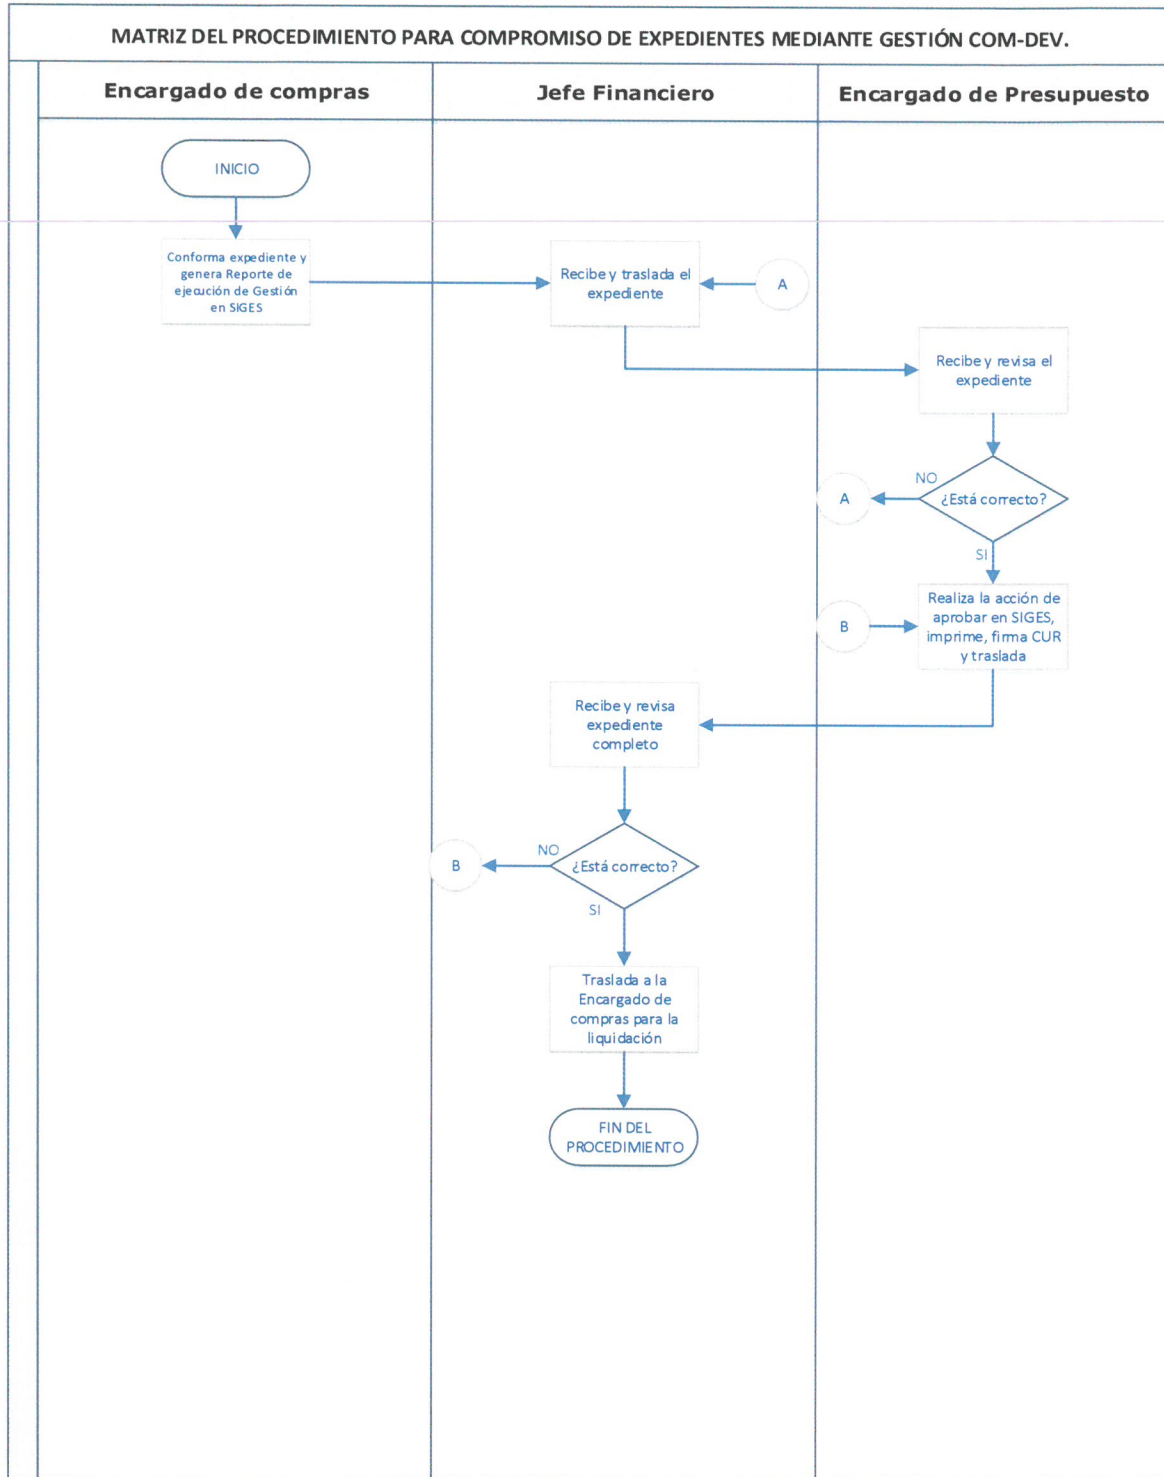 MATRIZ DEL PROCEDIMIENTO PARA COMPROMISO DE EXPEDIENTES MEDIANTE GESTIÓN COM-DEV.
Encargado de compras
Jefe Financiero
Encargado de Presupuesto
INICIO
Conforma expediente y
genera Reporte de
ejecución de Gestión
en SIGES
Recibe y traslada el
expediente
A
Recibe y revisa el
expediente
¿Está correcto?
NO
A
SI
B
Realiza la acción de
aprobar en SIGES,
imprime, firma CUR
y traslada
Recibe y revisa
expediente
completo
¿Está correcto?
NO
B
SI
Traslada a la
Encargado de
compras para la
liquidación
FIN DEL
PROCEDIMIENTO